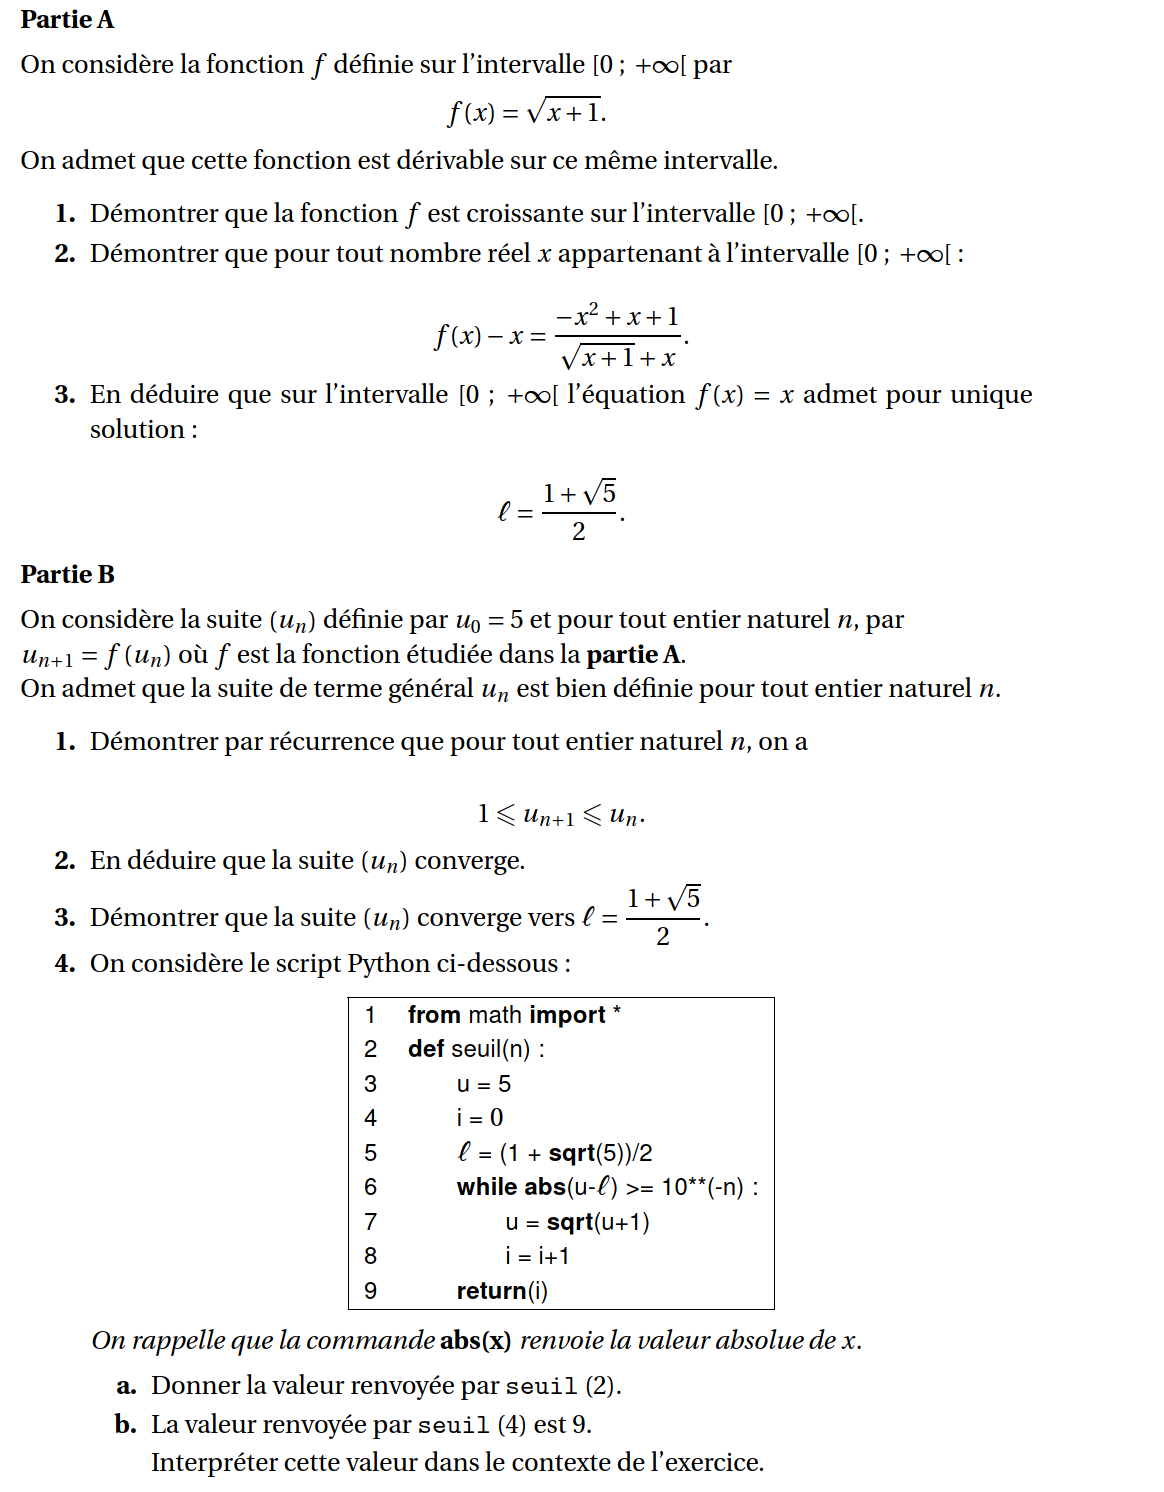 Partie A
On considère la fonction f définie sur l'intervalle [0 ; +∞[ par
f(x) = √(x+1).
On admet que cette fonction est dérivable sur ce même intervalle.
1. Démontrer que la fonction f est croissante sur l'intervalle [0 ; +∞[.
2. Démontrer que pour tout nombre réel x appartenant à l'intervalle [0 ; +∞[ :
f(x) − x = (−x² + x + 1)/(√(x+1) + x).
3. En déduire que sur l'intervalle [0 ; +∞[ l'équation f(x) = x admet pour unique
solution :
ℓ = (1 + √5)/2.
Partie B
On considère la suite (uₙ) définie par u₀ = 5 et pour tout entier naturel n, par
uₙ₊₁ = f (uₙ) où f est la fonction étudiée dans la partie A.
On admet que la suite de terme général uₙ est bien définie pour tout entier naturel n.
1. Démontrer par récurrence que pour tout entier naturel n, on a
1 ⩽ uₙ₊₁ ⩽ uₙ.
2. En déduire que la suite (uₙ) converge.
3. Démontrer que la suite (uₙ) converge vers ℓ = (1 + √5)/2.
4. On considère le script Python ci-dessous :
1 from math import *
2 def seuil(n) :
3 u = 5
4 i = 0
5 ℓ = (1 + sqrt(5))/2
6 while abs(u-ℓ) >= 10**(-n) :
7 u = sqrt(u+1)
8 i = i+1
9 return(i)
On rappelle que la commande abs(x) renvoie la valeur absolue de x.
a. Donner la valeur renvoyée par seuil (2).
b. La valeur renvoyée par seuil (4) est 9.
Interpréter cette valeur dans le contexte de l'exercice.